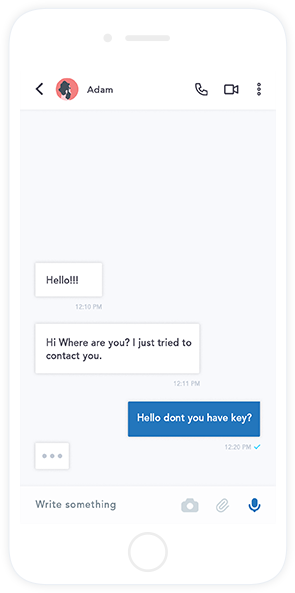 Adam
Hello!!!
12:10 PM
Hi Where are you? I just tried to
contact you.
12:11 PM
Hello dont you have key?
12:20 PM
Write something